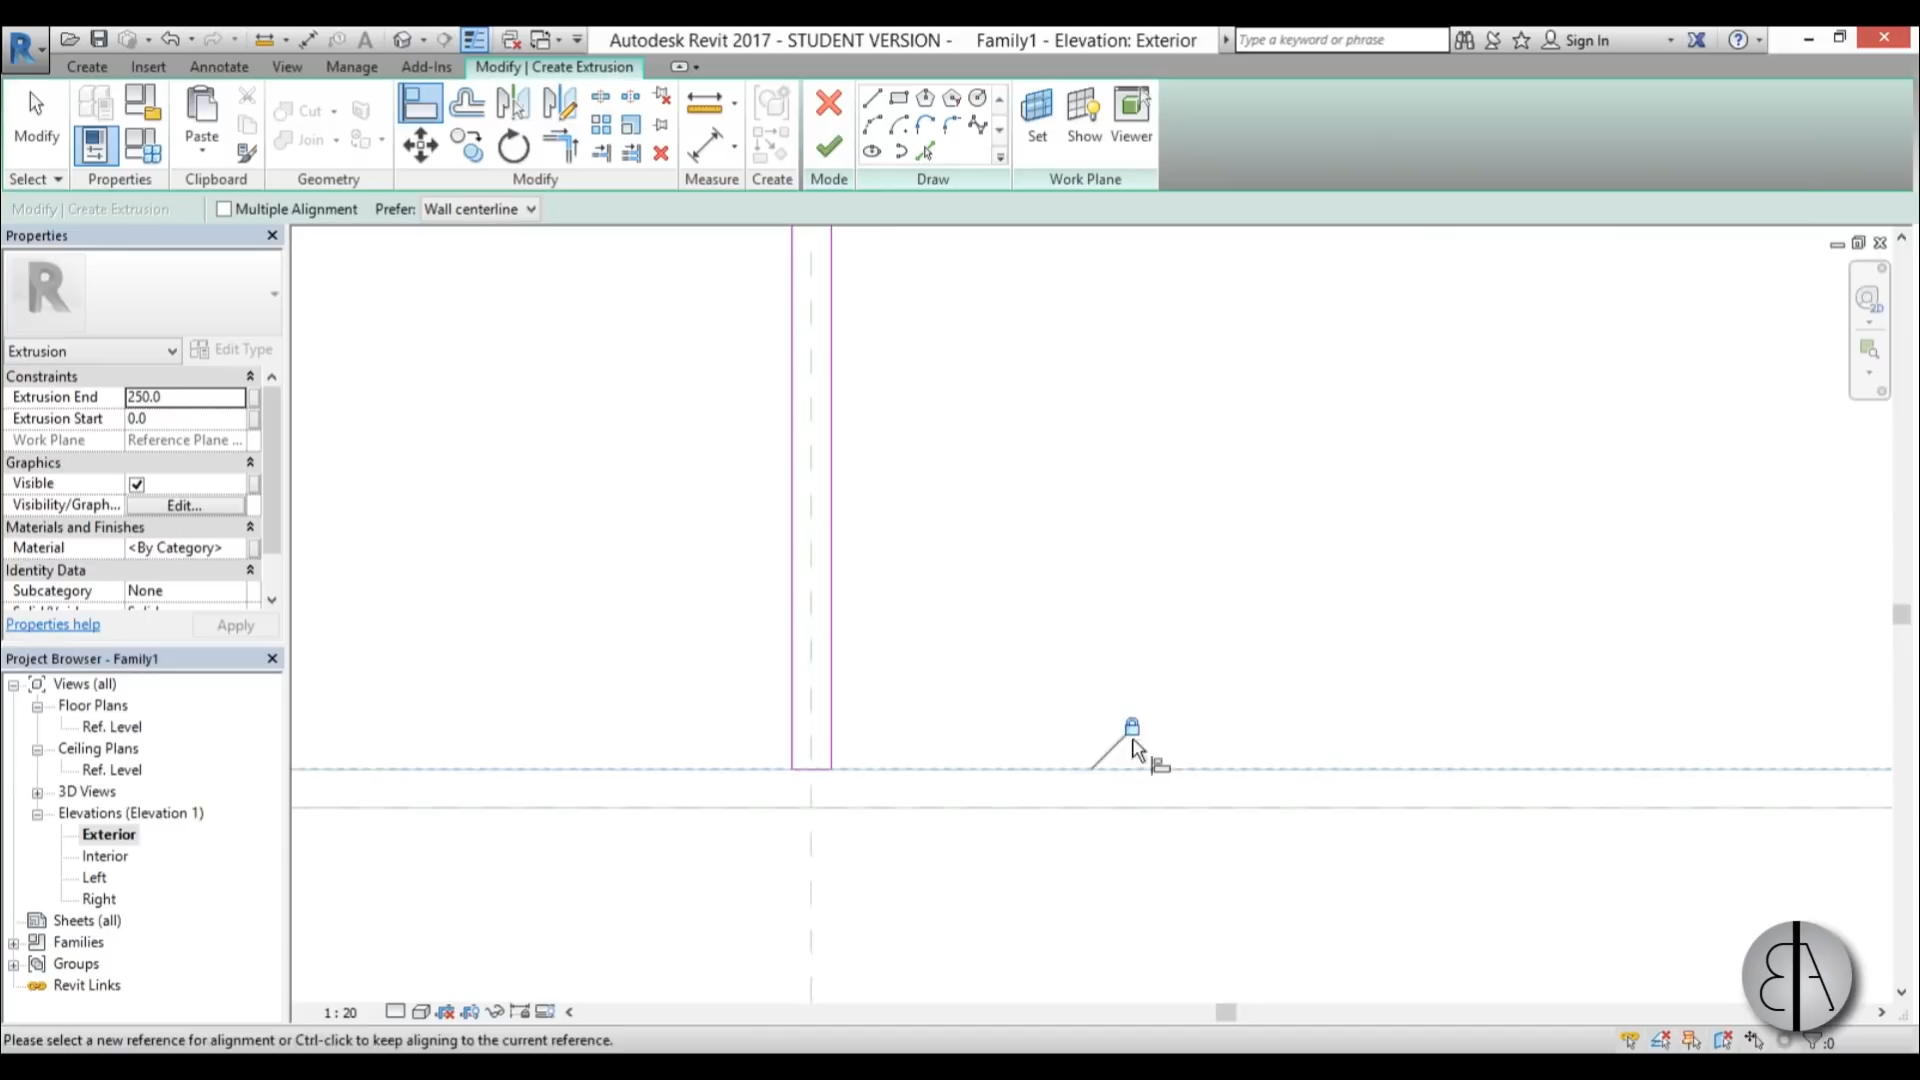 Autodesk Revit 2017 - STUDENT VERSION - Family1 - Elevation: Exterior
Type a keyword or phrase
Sign In
Create Insert Annotate View Manage Add-Ins Modify | Create Extrusion
Modify
Paste
Cut
Join
Set Show Viewer
Select Properties Clipboard Geometry Modify Measure Create Mode Draw Work Plane
Modify | Create Extrusion Multiple Alignment Prefer: Wall centerline
Properties
R
Extrusion Edit Type
Constraints
Extrusion End 250.0
Extrusion Start 0.0
Work Plane Reference Plane ...
Graphics
Visible
Visibility/Graph... Edit...
Materials and Finishes
Material <By Category>
Identity Data
Subcategory None
Properties help Apply
2D
Project Browser - Family1
Views (all)
Floor Plans
Ref. Level
Ceiling Plans
Ref. Level
3D Views
Elevations (Elevation 1)
Exterior
Interior
Left
Right
Sheets (all)
Families
Groups
Revit Links
1 : 20
Please select a new reference for alignment or Ctrl-click to keep aligning to the current reference.
:0